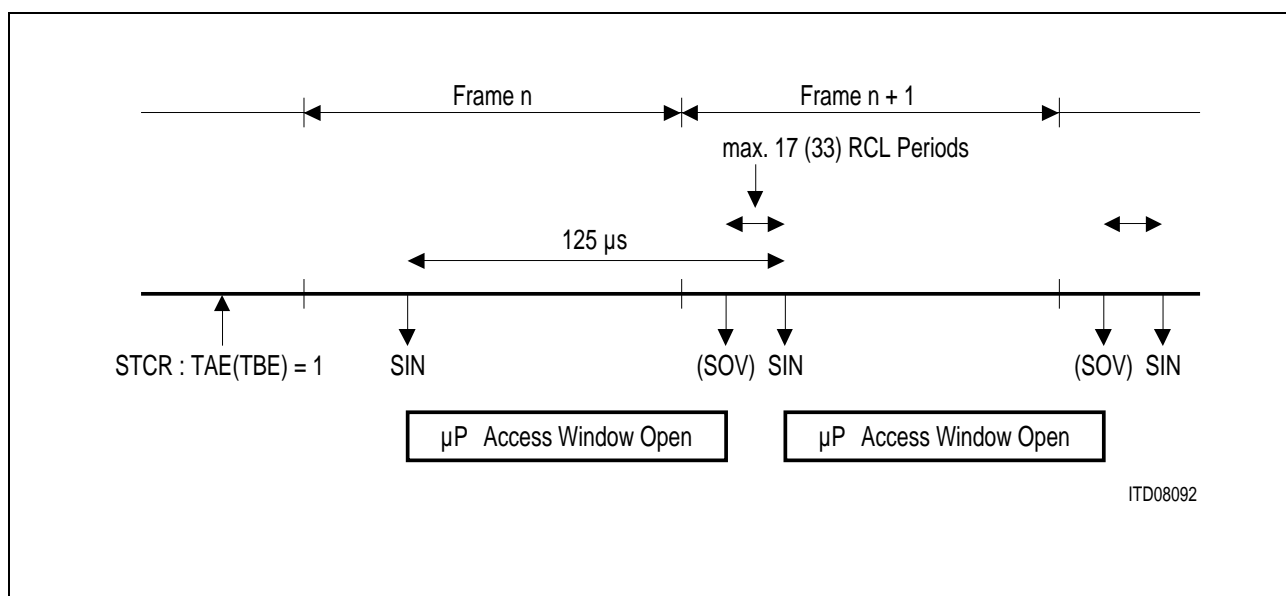 Frame n
Frame n + 1
max. 17 (33) RCL Periods
125 µs
STCR : TAE(TBE) = 1
SIN
(SOV)
SIN
(SOV)
SIN
µP Access Window Open
µP Access Window Open
ITD08092